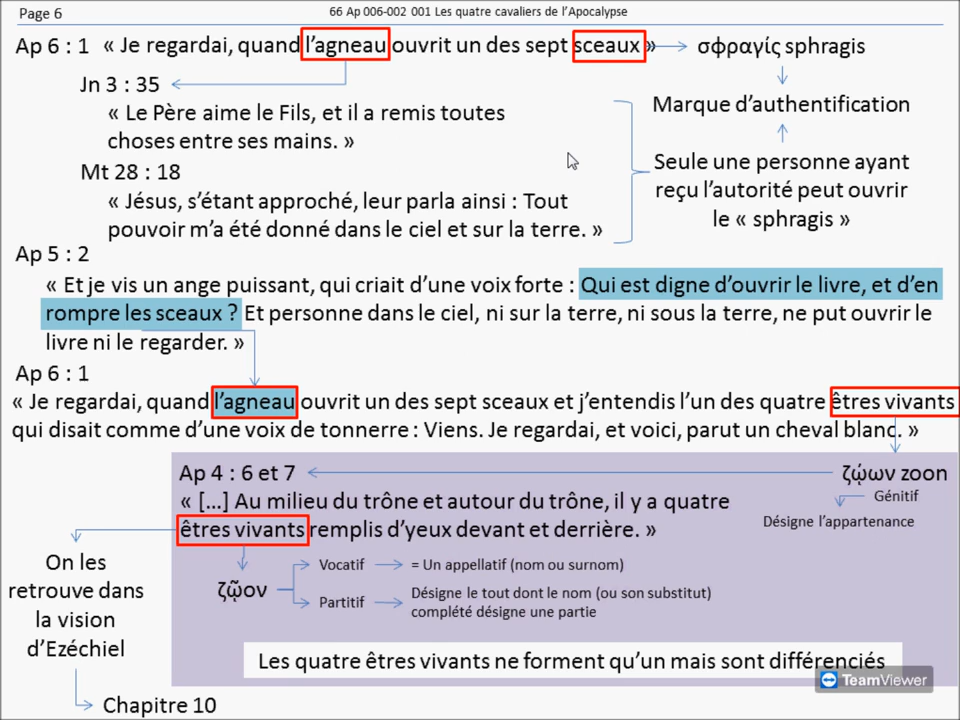 Page 6
66 Ap 006-002 001 Les quatre cavaliers de l’Apocalypse
Ap 6 : 1 « Je regardai, quand l’agneau ouvrit un des sept sceaux » σφραγίς sphragis
Jn 3 : 35
« Le Père aime le Fils, et il a remis toutes
choses entre ses mains. »
Mt 28 : 18
« Jésus, s’étant approché, leur parla ainsi : Tout
pouvoir m’a été donné dans le ciel et sur la terre. »
Marque d’authentification
Seule une personne ayant
reçu l’autorité peut ouvrir
le « sphragis »
Ap 5 : 2
« Et je vis un ange puissant, qui criait d’une voix forte : Qui est digne d’ouvrir le livre, et d’en
rompre les sceaux ? Et personne dans le ciel, ni sur la terre, ni sous la terre, ne put ouvrir le
livre ni le regarder. »
Ap 6 : 1
« Je regardai, quand l’agneau ouvrit un des sept sceaux et j’entendis l’un des quatre êtres vivants
qui disait comme d’une voix de tonnerre : Viens. Je regardai, et voici, parut un cheval blanc. »
Ap 4 : 6 et 7
ζῴων zoon
Génitif
Désigne l’appartenance
« […] Au milieu du trône et autour du trône, il y a quatre
êtres vivants remplis d’yeux devant et derrière. »
ζῷον
Vocatif = Un appellatif (nom ou surnom)
Partitif Désigne le tout dont le nom (ou son substitut)
complété désigne une partie
Les quatre êtres vivants ne forment qu’un mais sont différenciés
On les
retrouve dans
la vision
d’Ezéchiel
Chapitre 10
TeamViewer